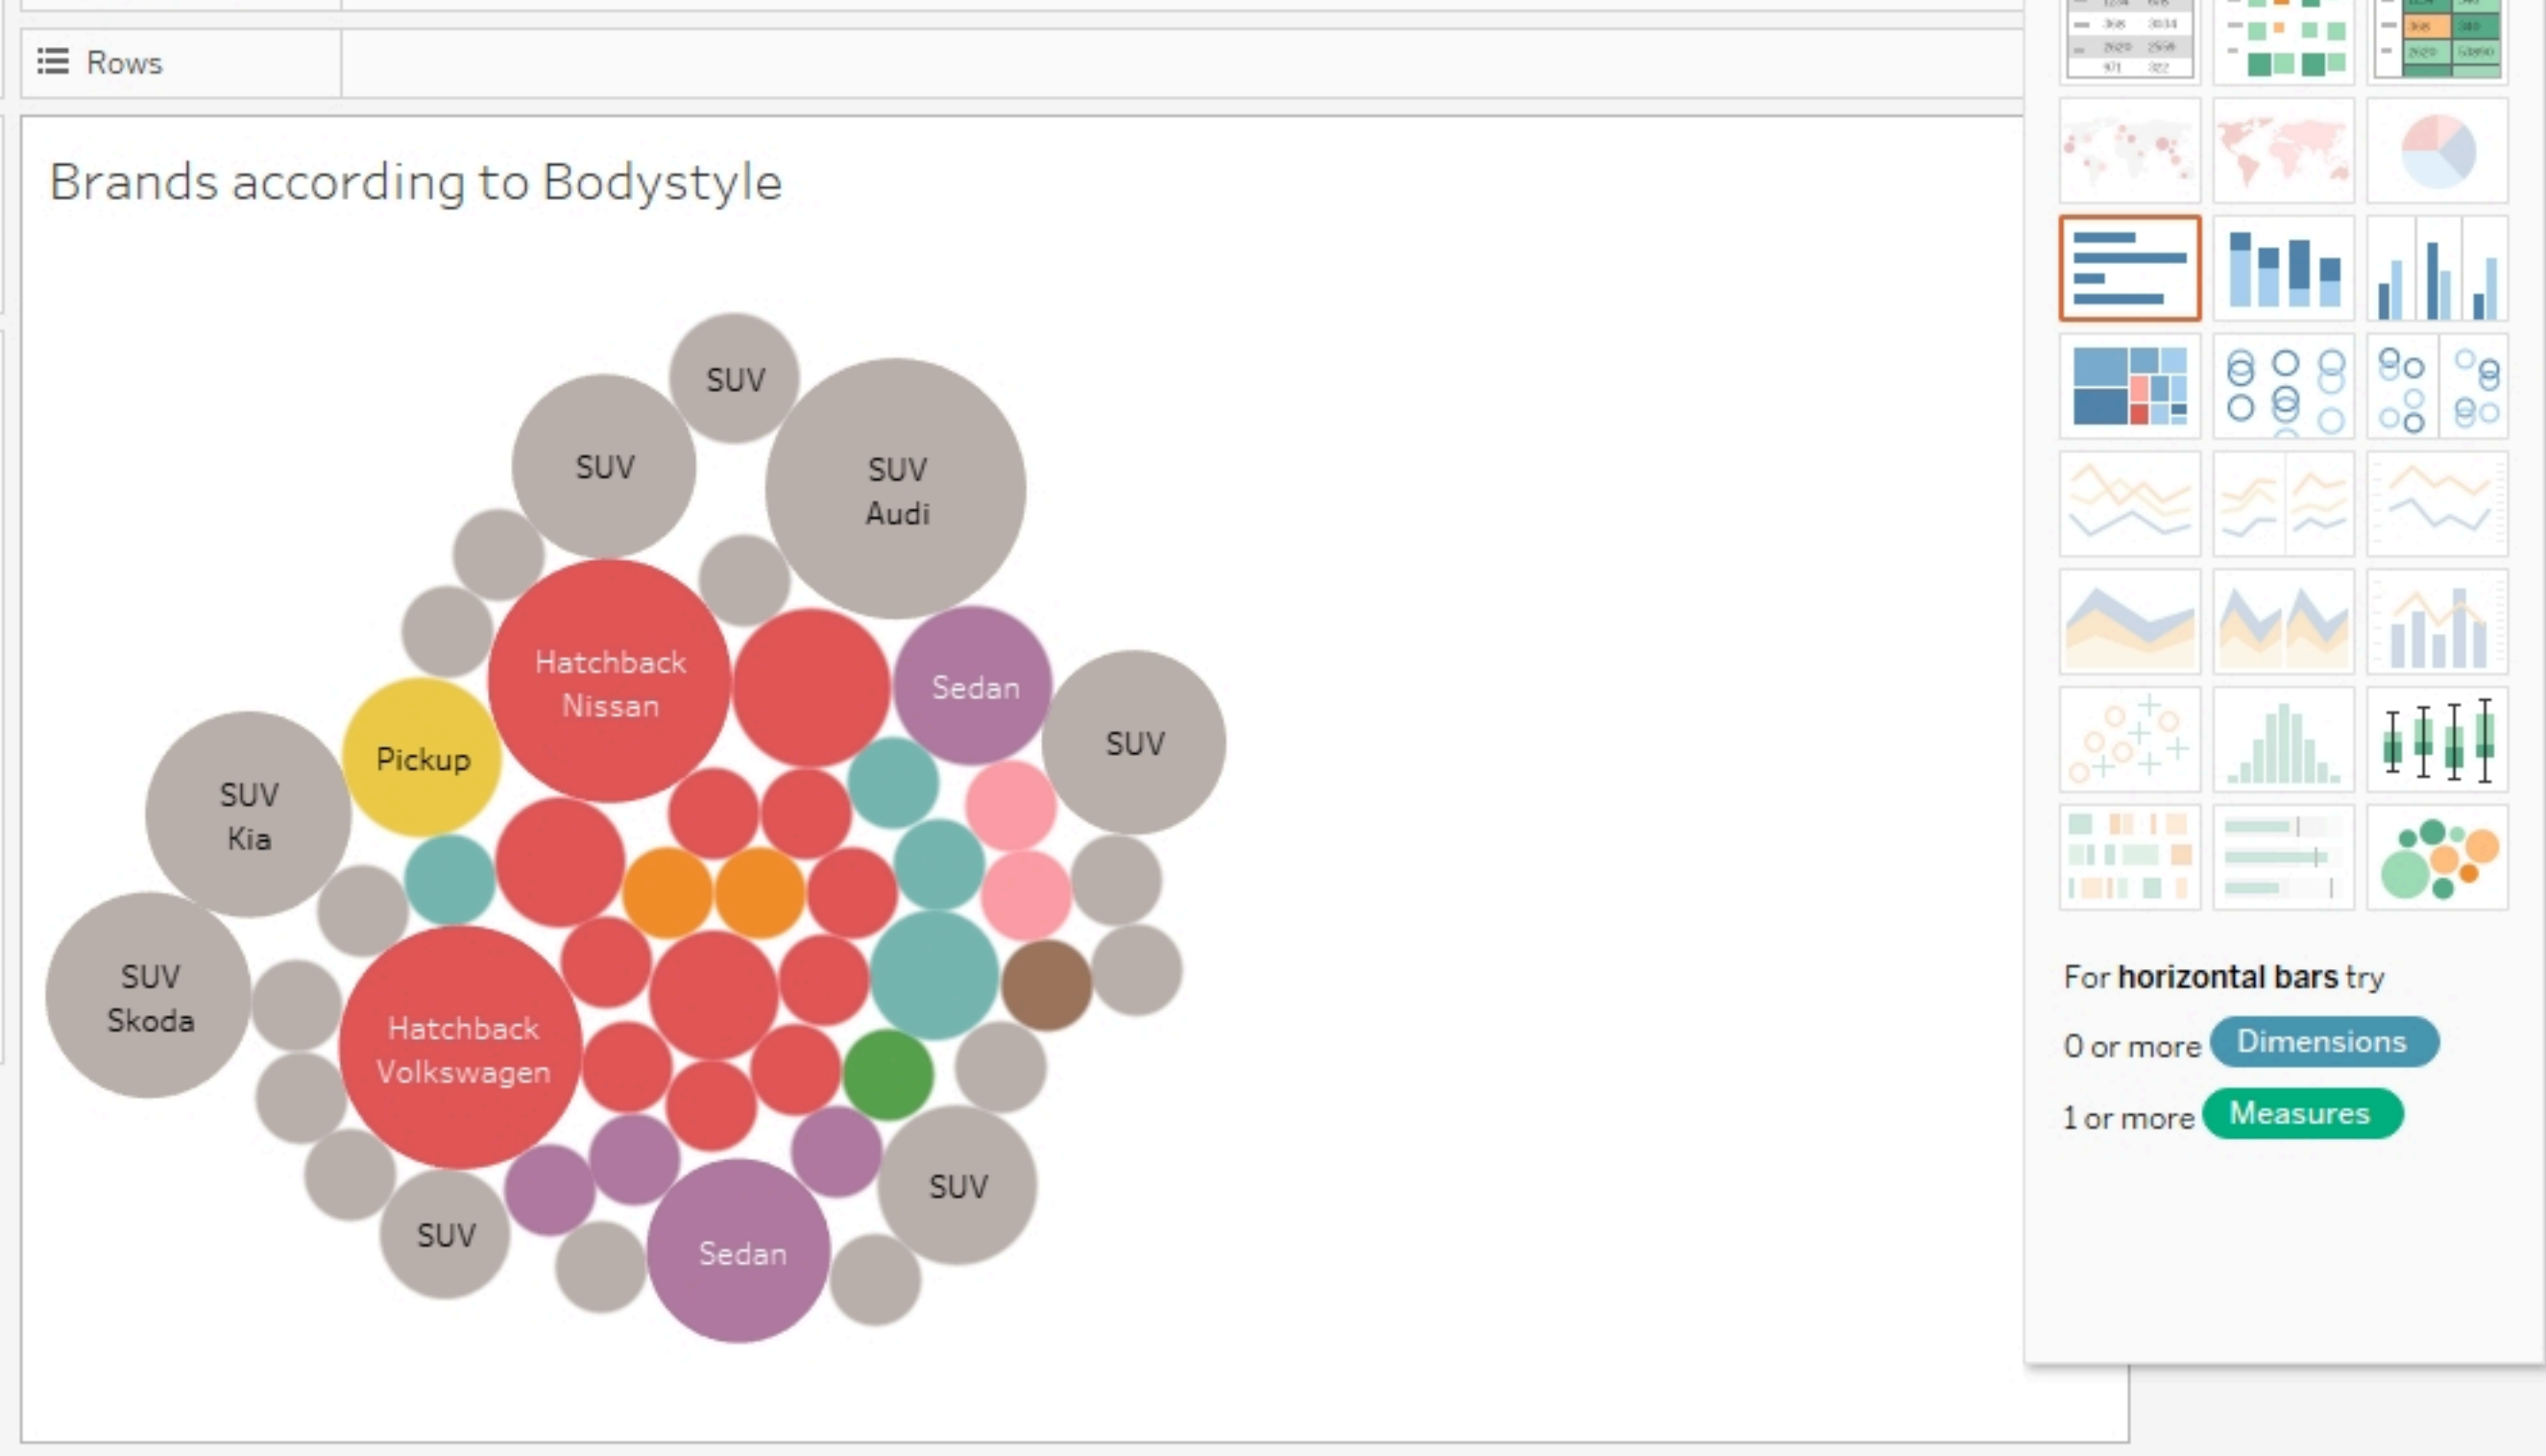 Rows
Brands according to Bodystyle
SUV
SUV
SUV
Audi
Hatchback
Nissan
Sedan
SUV
Pickup
SUV
Kia
SUV
Skoda
Hatchback
Volkswagen
SUV
SUV
Sedan
For horizontal bars try
0 or more Dimensions
1 or more Measures